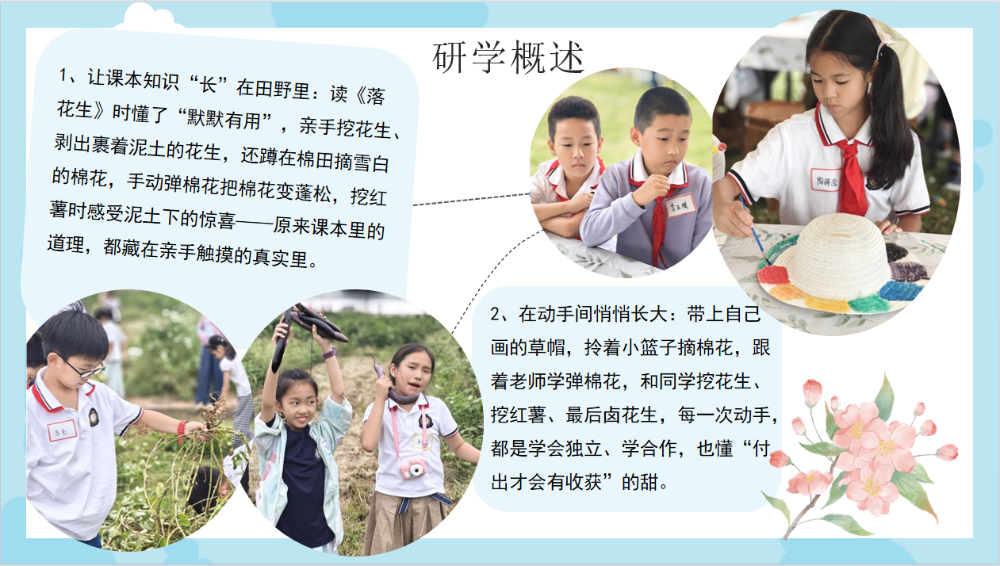 研学概述
1、让课本知识“长”在田野里：读《落
花生》时懂了“默默有用”，亲手挖花生、
剥出裹着泥土的花生，还蹲在棉田摘雪白
的棉花，手动弹棉花把棉花变蓬松，挖红
薯时感受泥土下的惊喜——原来课本里的
道理，都藏在亲手触摸的真实里。
2、在动手间悄悄长大：带上自己
画的草帽，拎着小篮子摘棉花，跟
着老师学弹棉花，和同学挖花生、
挖红薯、最后卤花生，每一次动手，
都是学会独立、学合作，也懂“付
出才会有收获”的甜。